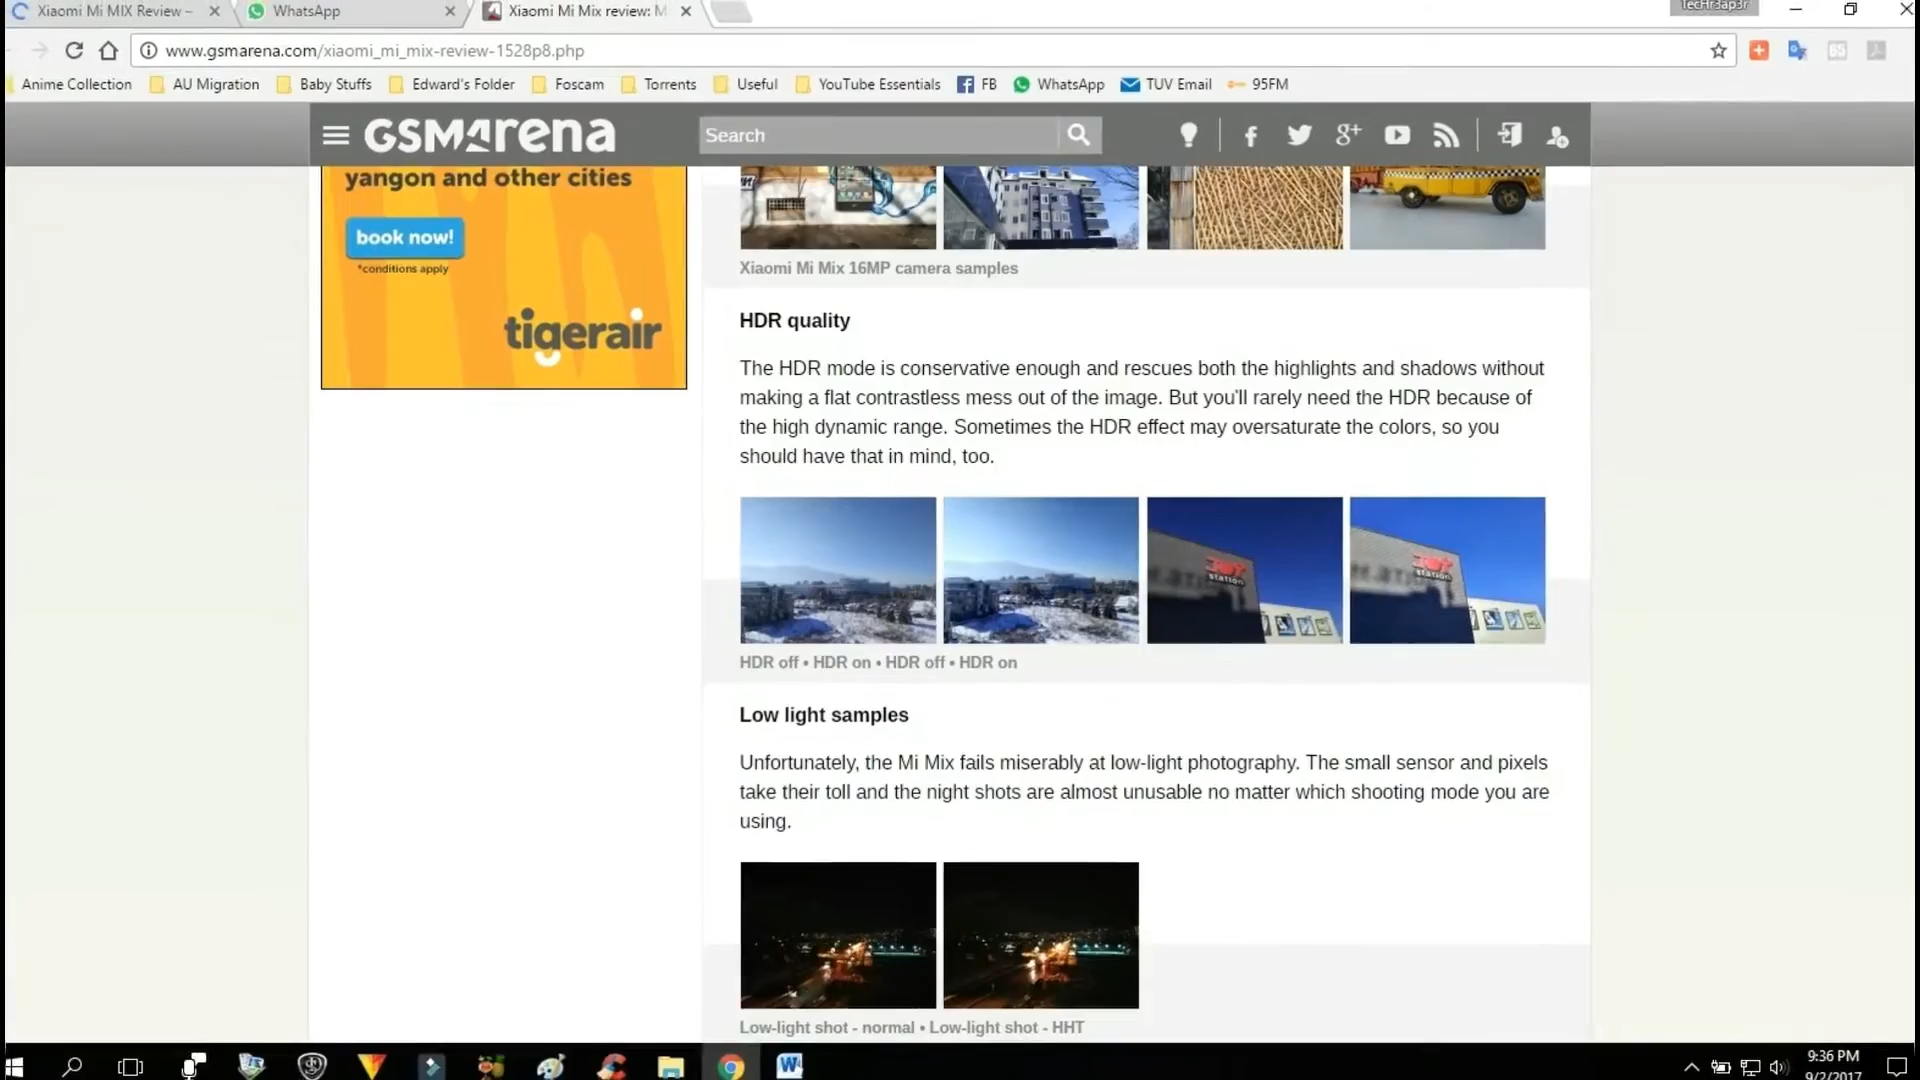 Xiaomi Mi MIX Review –
WhatsApp
Xiaomi Mi Mix review: M
TecHr3ap3r
www.gsmarena.com/xiaomi_mi_mix-review-1528p8.php
Anime Collection
AU Migration
Baby Stuffs
Edward's Folder
Foscam
Torrents
Useful
YouTube Essentials
FB
WhatsApp
TUV Email
95FM
GSMArena
Search
yangon and other cities
book now!
*conditions apply
tigerair
Xiaomi Mi Mix 16MP camera samples
HDR quality
The HDR mode is conservative enough and rescues both the highlights and shadows without
making a flat contrastless mess out of the image. But you'll rarely need the HDR because of
the high dynamic range. Sometimes the HDR effect may oversaturate the colors, so you
should have that in mind, too.
HDR off • HDR on • HDR off • HDR on
Low light samples
Unfortunately, the Mi Mix fails miserably at low-light photography. The small sensor and pixels
take their toll and the night shots are almost unusable no matter which shooting mode you are
using.
Low-light shot - normal • Low-light shot - HHT
9:36 PM
9/2/2017